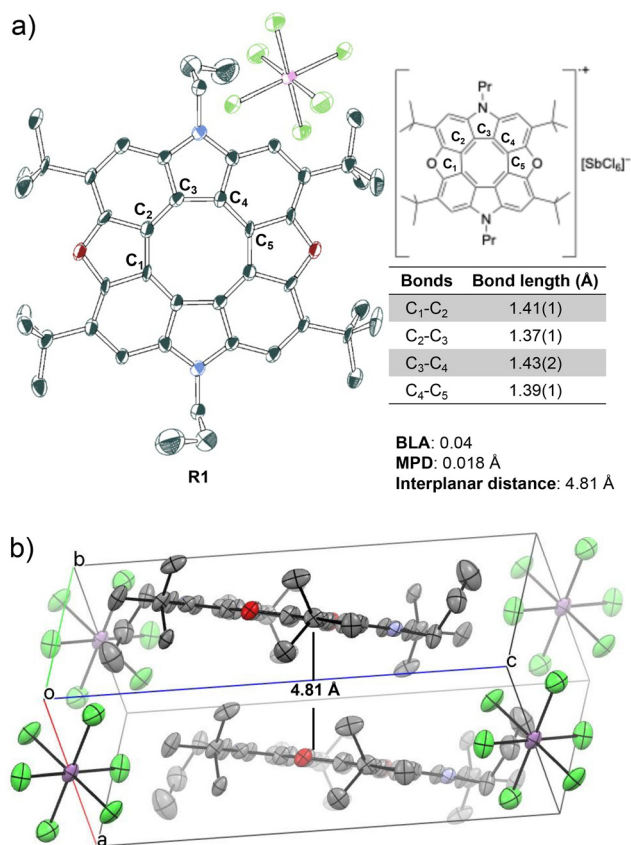 a)
C₃
C₄
C₂
C₅
C₁
R1
Pr
N
C₃
C₂
C₄
O
C₁
C₅
O
N
Pr
·+
[SbCl₆]⁻
Bonds Bond length (Å)
C₁-C₂ 1.41(1)
C₂-C₃ 1.37(1)
C₃-C₄ 1.43(2)
C₄-C₅ 1.39(1)
BLA: 0.04
MPD: 0.018 Å
Interplanar distance: 4.81 Å
b)
b
c
o
4.81 Å
a